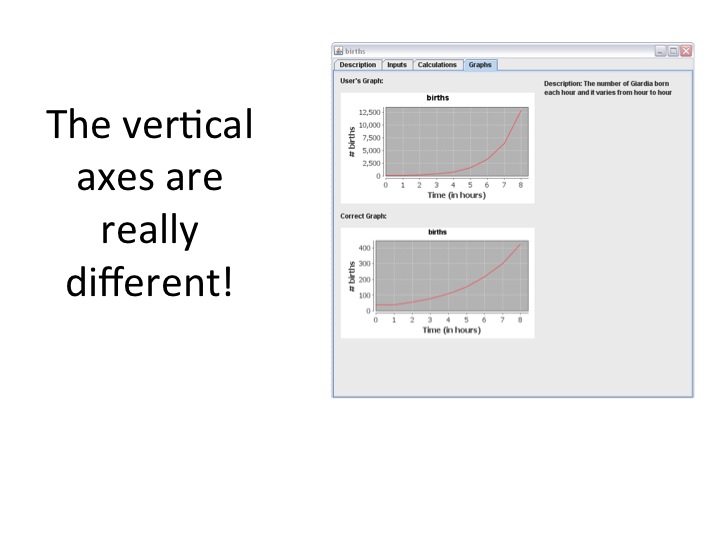 The vertical
axes are
really
different!
births
Description Inputs Calculations Graphs
User's Graph:
births
12,500
10,000
7,500
5,000
2,500
0
# births
0 1 2 3 4 5 6 7 8
Time (in hours)
Description: The number of Giardia born
each hour and it varies from hour to hour
Correct Graph:
births
400
300
200
100
0
# births
0 1 2 3 4 5 6 7 8
Time (in hours)